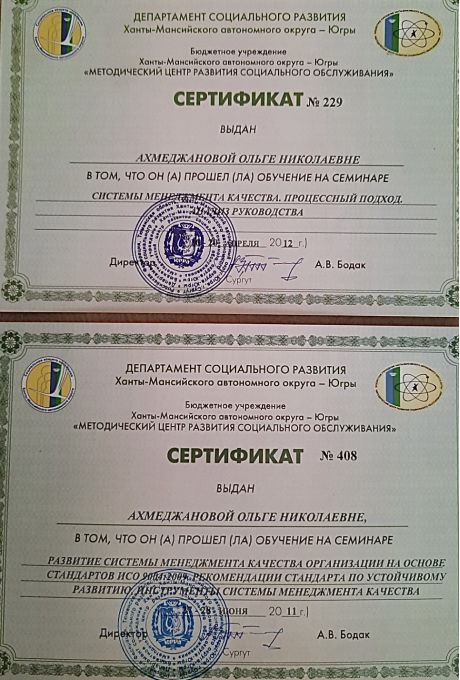 ДЕПАРТАМЕНТ СОЦИАЛЬНОГО РАЗВИТИЯ
Ханты-Мансийского автономного округа – Югры
Бюджетное учреждение
Ханты-Мансийского автономного округа – Югры
«МЕТОДИЧЕСКИЙ ЦЕНТР РАЗВИТИЯ СОЦИАЛЬНОГО ОБСЛУЖИВАНИЯ»
СЕРТИФИКАТ № 229
ВЫДАН
АХМЕДЖАНОВОЙ ОЛЬГЕ НИКОЛАЕВНЕ
В ТОМ, ЧТО ОН (А) ПРОШЕЛ (ЛА) ОБУЧЕНИЕ НА СЕМИНАРЕ
СИСТЕМЫ МЕНЕДЖМЕНТА КАЧЕСТВА. ПРОЦЕССНЫЙ ПОДХОД.
АНАЛИЗ РУКОВОДСТВА
АПРЕЛЯ 2012 г.)
Директор А.В. Бодак
Сургут
ДЕПАРТАМЕНТ СОЦИАЛЬНОГО РАЗВИТИЯ
Ханты-Мансийского автономного округа – Югры
Бюджетное учреждение
Ханты-Мансийского автономного округа – Югры
«МЕТОДИЧЕСКИЙ ЦЕНТР РАЗВИТИЯ СОЦИАЛЬНОГО ОБСЛУЖИВАНИЯ»
СЕРТИФИКАТ № 408
ВЫДАН
АХМЕДЖАНОВОЙ ОЛЬГЕ НИКОЛАЕВНЕ,
В ТОМ, ЧТО ОН (А) ПРОШЕЛ (ЛА) ОБУЧЕНИЕ НА СЕМИНАРЕ
РАЗВИТИЕ СИСТЕМЫ МЕНЕДЖМЕНТА КАЧЕСТВА ОРГАНИЗАЦИИ НА ОСНОВЕ
СТАНДАРТОВ ИСО 9004:2009. РЕКОМЕНДАЦИИ СТАНДАРТА ПО УСТОЙЧИВОМУ
РАЗВИТИЮ. ИНСТРУМЕНТЫ СИСТЕМЫ МЕНЕДЖМЕНТА КАЧЕСТВА
июня 2011 г.)
Директор А.В. Бодак
Сургут